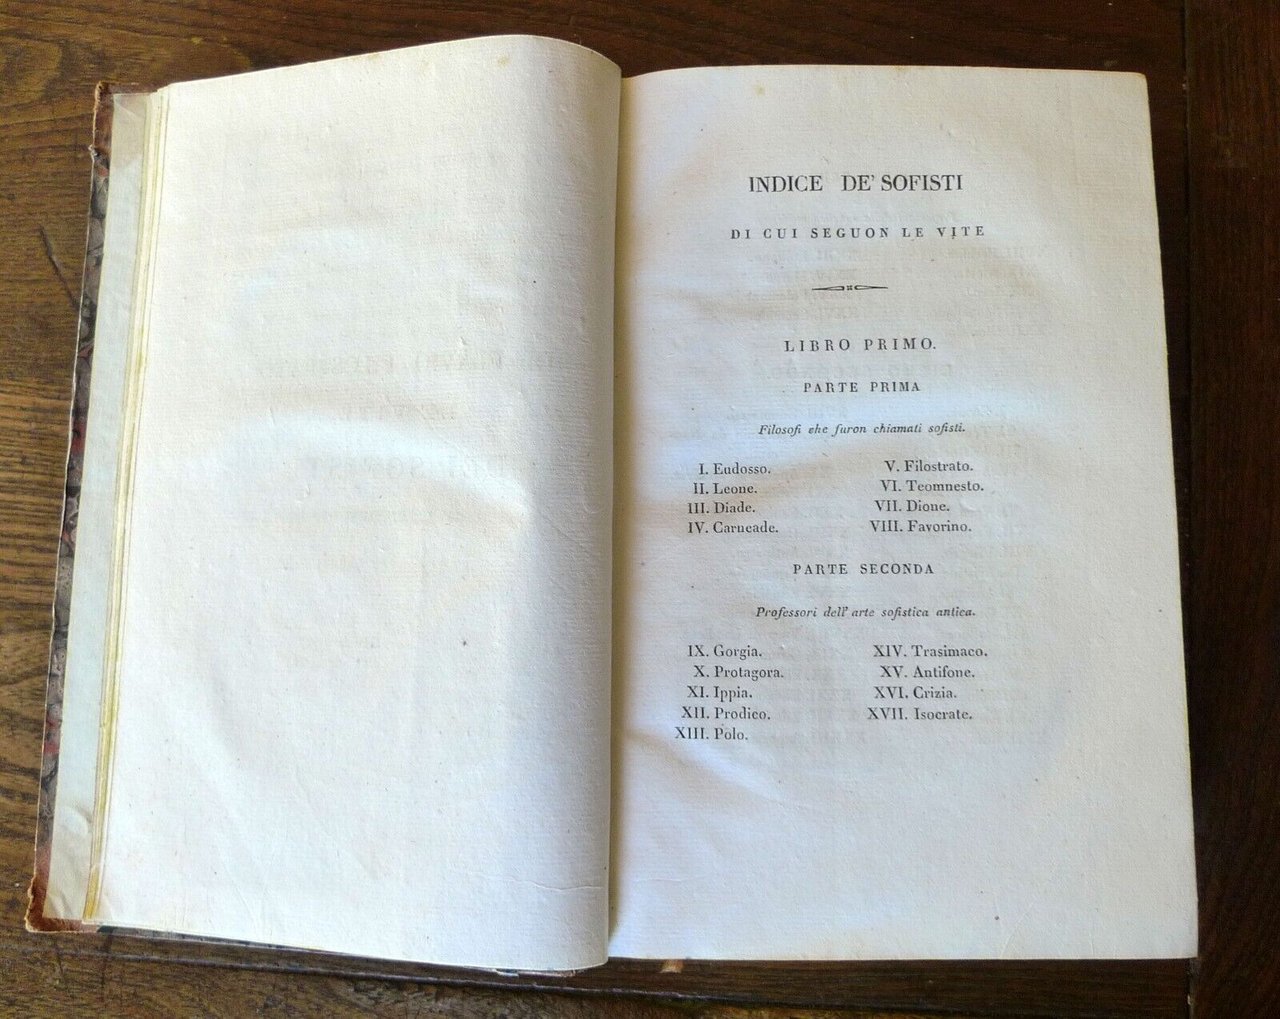 INDICE DE' SOFISTI
DI CUI SEGUON LE VITE
LIBRO PRIMO.
PARTE PRIMA
Filosofi che furon chiamati sofisti.
I. Eudosso.
II. Leone.
III. Diade.
IV. Carneade.
V. Filostrato.
VI. Teomnesto.
VII. Dione.
VIII. Favorino.
PARTE SECONDA
Professori dell' arte sofistica antica.
IX. Gorgia.
X. Protagora.
XI. Ippia.
XII. Prodico.
XIII. Polo.
XIV. Trasimaco.
XV. Antifone.
XVI. Crizia.
XVII. Isocrate.